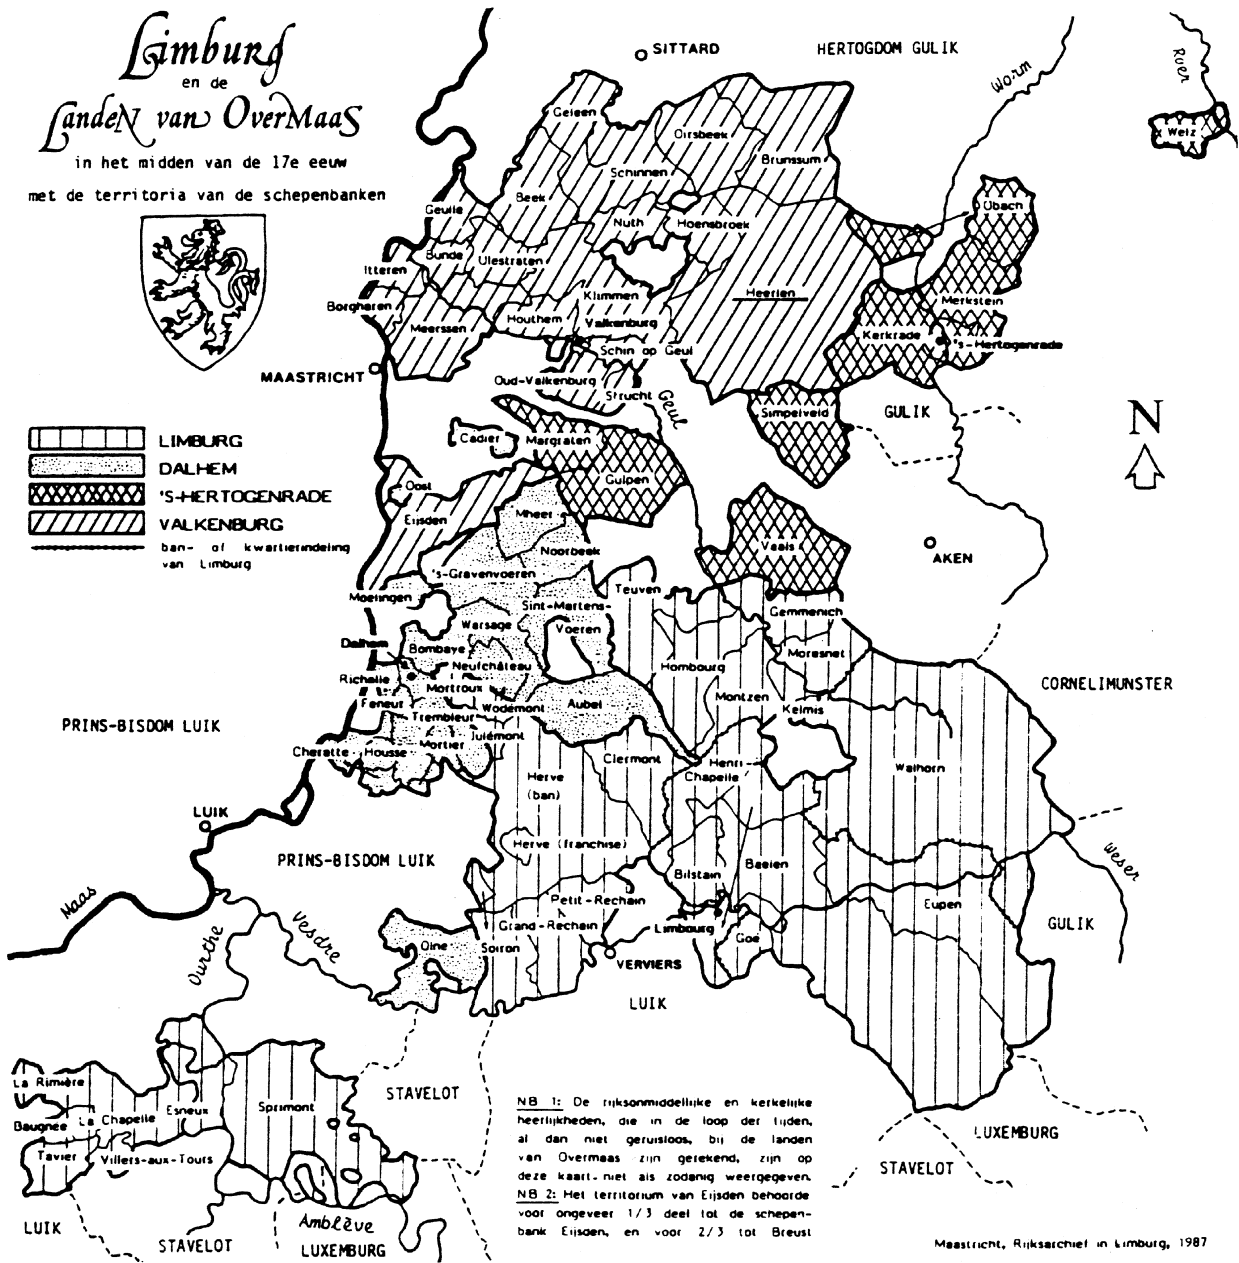 Limburg
en de
Landen van OverMaas
in het midden van de 17e eeuw
met de territoria van de schepenbanken
LIMBURG
DALHEM
'S-HERTOGENRADE
VALKENBURG
ban- of kwartierindeling
van Limburg
SITTARD
HERTOGDOM GULIK
Worm
Roer
Welz
Geleen
Oirsbeek
Brunssum
Schinnen
Beek
Geulle
Nuth
Hoensbroek
Übach
Bunde
Ulestraten
Itteren
Borgharen
Klimmen
Heerlen
Merkstein
Houthem
Valkenburg
Meerssen
Kerkrade
's-Hertogenrade
Schin op Geul
MAASTRICHT
Oud-Valkenburg
Strucht
Geul
Simpelveld
GULIK
N
Cadier
Margraten
Gulpen
Oost
Eijsden
Mheer
Noorbeek
Vaals
AKEN
's-Gravenvoeren
Teuven
Moelingen
Sint-Martens-
Voeren
Gemmenich
Warsage
Dalhem
Bombaye
Moresnet
Neufchâteau
Hombourg
Richelle
Mortroux
Montzen
CORNELIMUNSTER
Feneur
Wodémont
Aubel
Kelmis
Trembleur
PRINS-BISDOM LUIK
Julémont
Cheratte
Housse
Mortier
Clermont
Henri-
Chapelle
Walhorn
Herve
(ban)
LUIK
Herve (franchise)
PRINS-BISDOM LUIK
Baelen
Bilstain
Weser
Maas
Petit-Rechain
Eupen
Vesdre
Grand-Rechain
Limbourg
GULIK
Ourthe
Olne
Soiron
Goé
VERVIERS
LUIK
La Rimière
STAVELOT
Baugnée
La Chapelle
Esneux
Sprimont
Tavier
Villers-aux-Tours
LUXEMBURG
STAVELOT
LUIK
STAVELOT
Amblève
LUXEMBURG
NB 1: De rijksonmiddellijke en kerkelijke
heerlijkheden, die in de loop der tijden,
al dan niet geruisloos, bij de landen
van Overmaas zijn gerekend, zijn op
deze kaart niet als zodanig weergegeven.
NB 2: Het territorium van Eijsden behoorde
voor ongeveer 1/3 deel tot de schepen-
bank Eijsden, en voor 2/3 tot Breust
Maastricht, Rijksarchief in Limburg, 1987